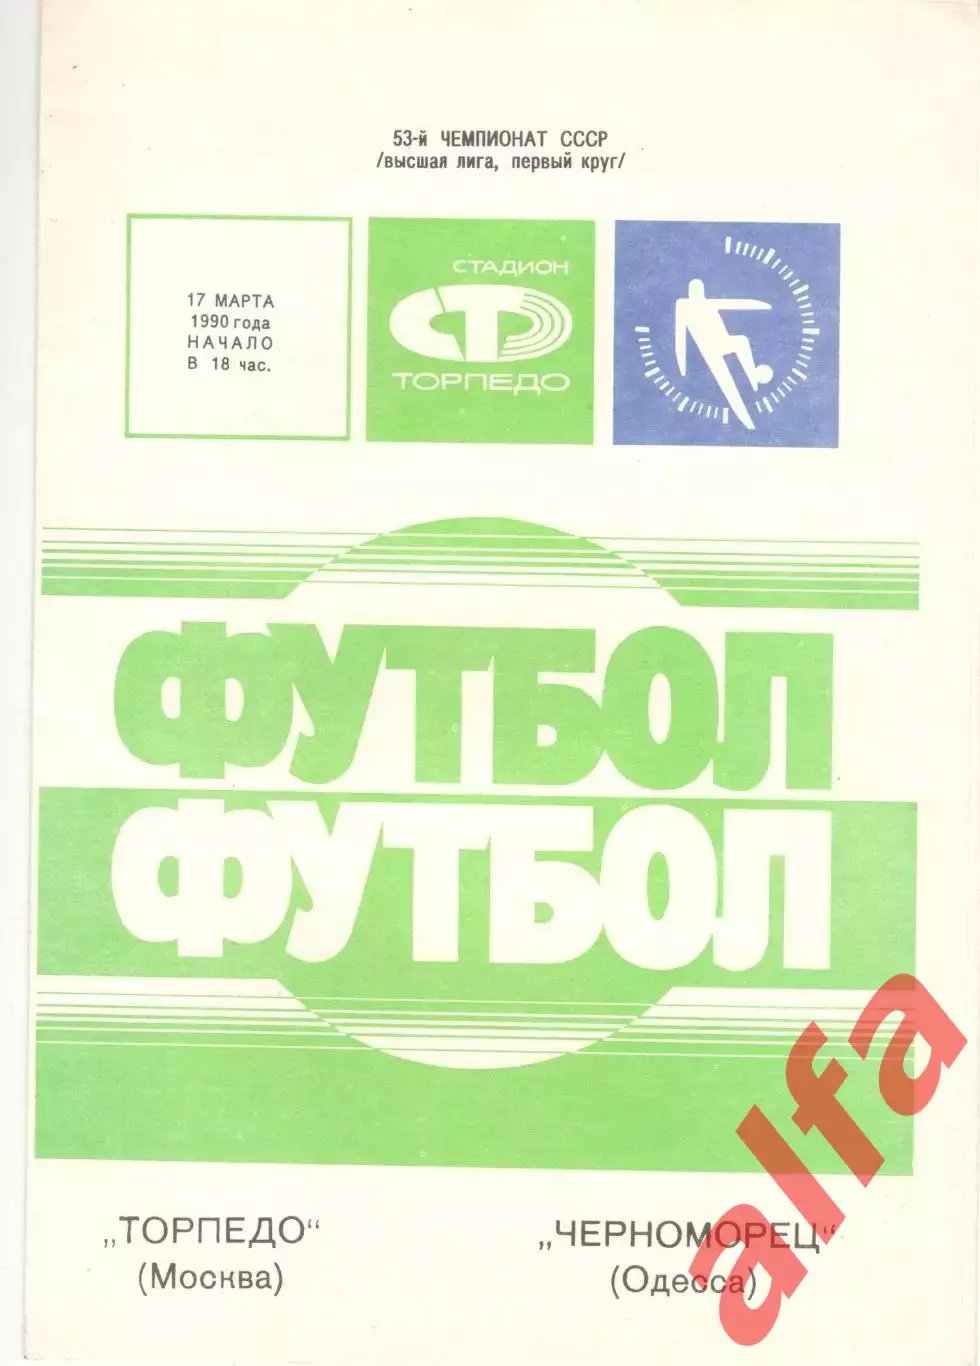 53-й ЧЕМПИОНАТ СССР
/высшая лига, первый круг/
17 МАРТА
1990 года
НАЧАЛО
В 18 час.
СТАДИОН
ТОРПЕДО
ФУТБОЛ
ФУТБОЛ
„ТОРПЕДО“
(Москва)
„ЧЕРНОМОРЕЦ“
(Одесса)
alfa